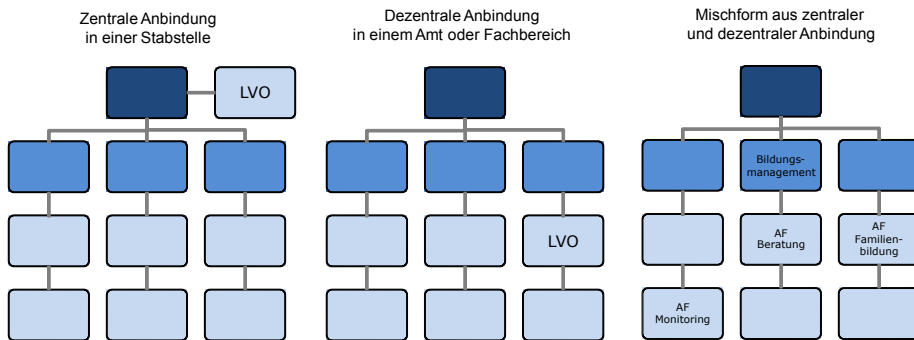 Zentrale Anbindung
in einer Stabstelle
Dezentrale Anbindung
in einem Amt oder Fachbereich
Mischform aus zentraler
und dezentraler Anbindung
LVO
LVO
Bildungs-
management
AF
Beratung
AF
Familien-
bildung
AF
Monitoring